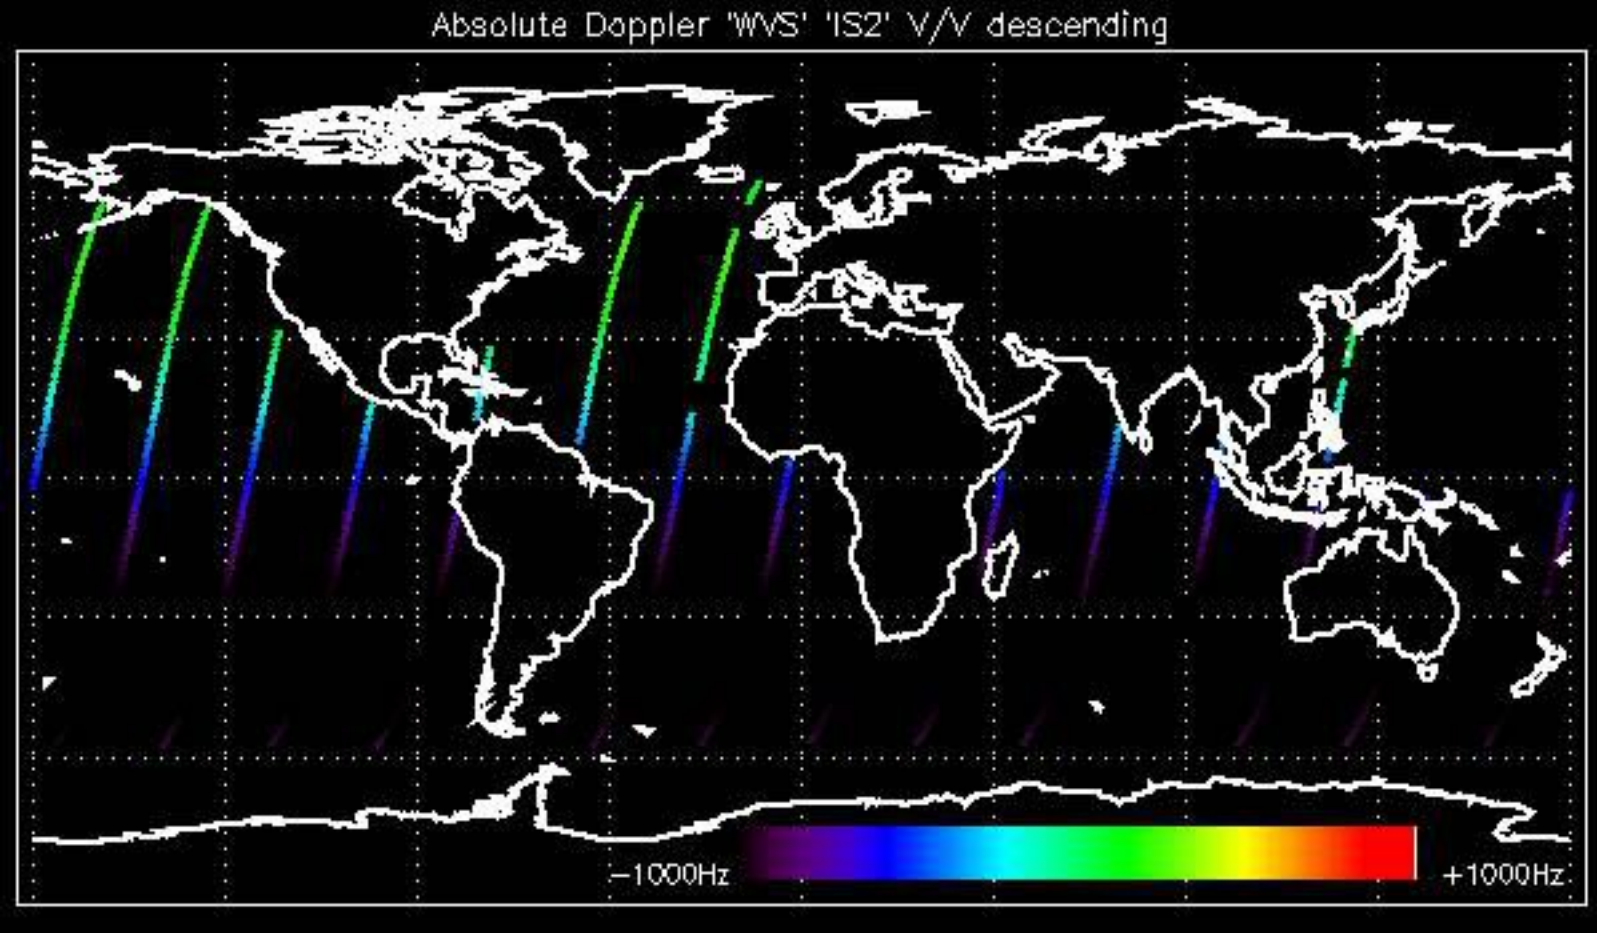 Absolute Doppler 'WVS' 'IS2' V/V descending
-1000Hz +1000Hz